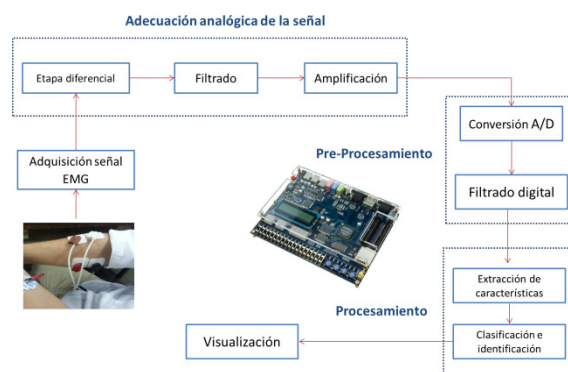 Adecuación analógica de la señal
Etapa diferencial
Filtrado
Amplificación
Adquisición señal
EMG
Conversión A/D
Pre-Procesamiento
Filtrado digital
Extracción de
características
Procesamiento
Clasificación e
identificación
Visualización